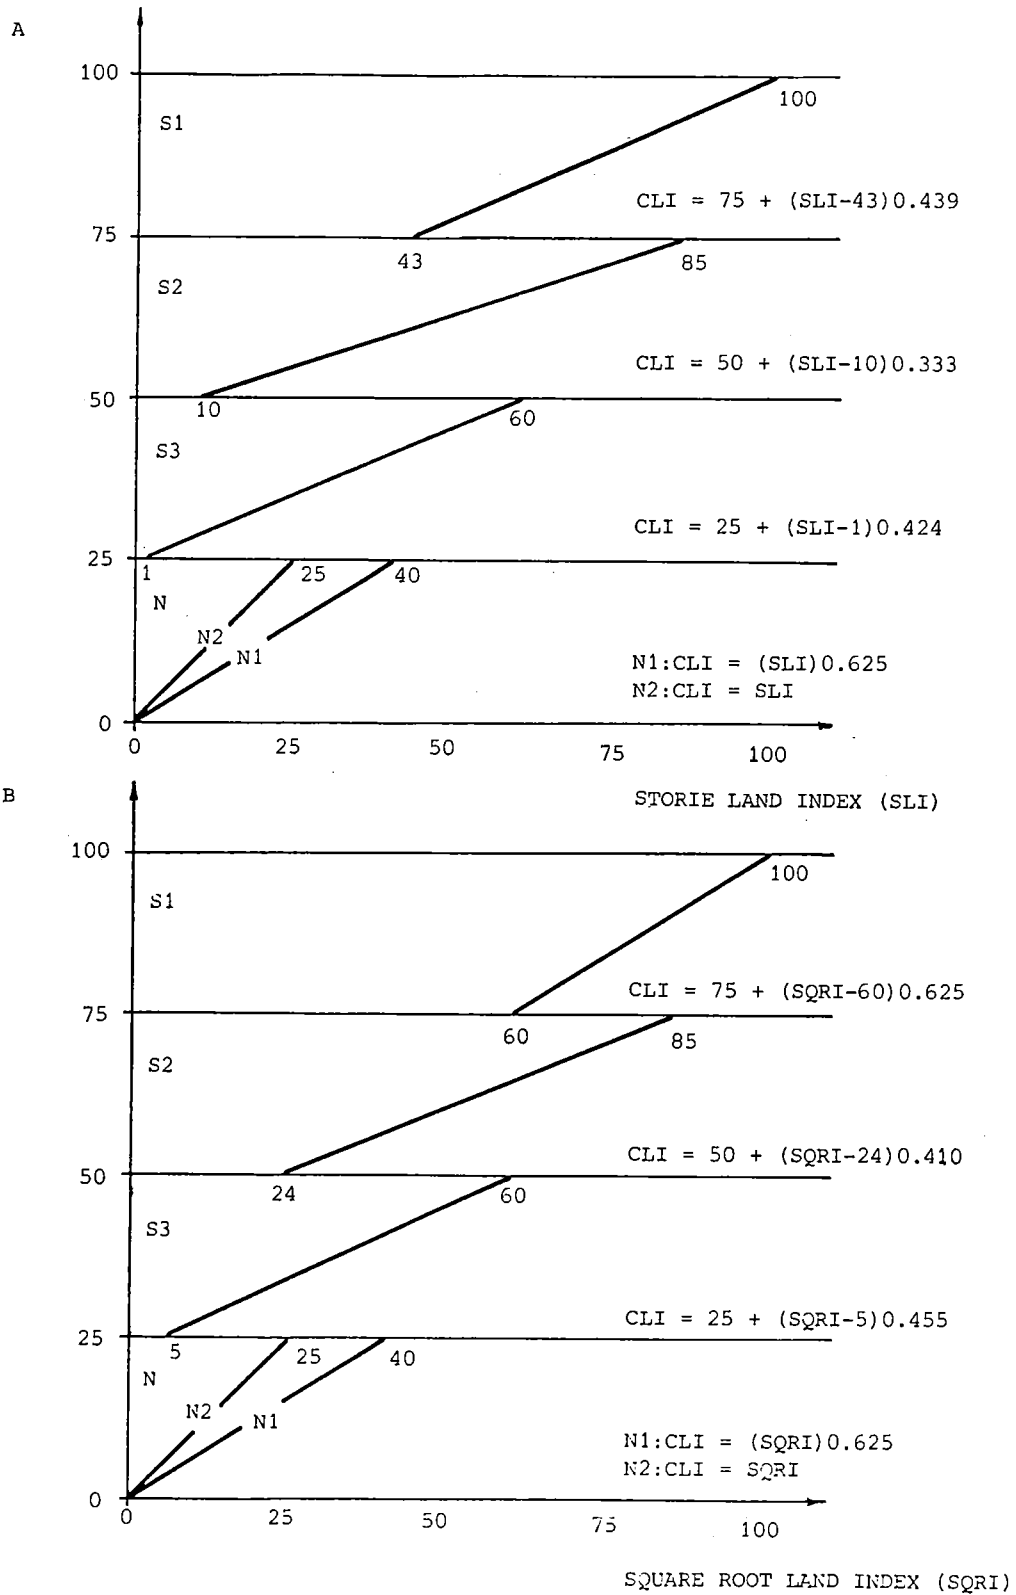 A
100
100
S1
CLI = 75 + (SLI-43)0.439
75
43
85
S2
CLI = 50 + (SLI-10)0.333
50
10
60
S3
CLI = 25 + (SLI-1)0.424
25
1
25
40
N
N2
N1
N1:CLI = (SLI)0.625
N2:CLI = SLI
0
0 25 50 75 100
STORIE LAND INDEX (SLI)
B
100
100
S1
CLI = 75 + (SQRI-60)0.625
75
60
85
S2
CLI = 50 + (SQRI-24)0.410
50
24
60
S3
CLI = 25 + (SQRI-5)0.455
25
5
25
40
N
N2
N1
N1:CLI = (SQRI)0.625
N2:CLI = SQRI
0
0 25 50 75 100
SQUARE ROOT LAND INDEX (SQRI)